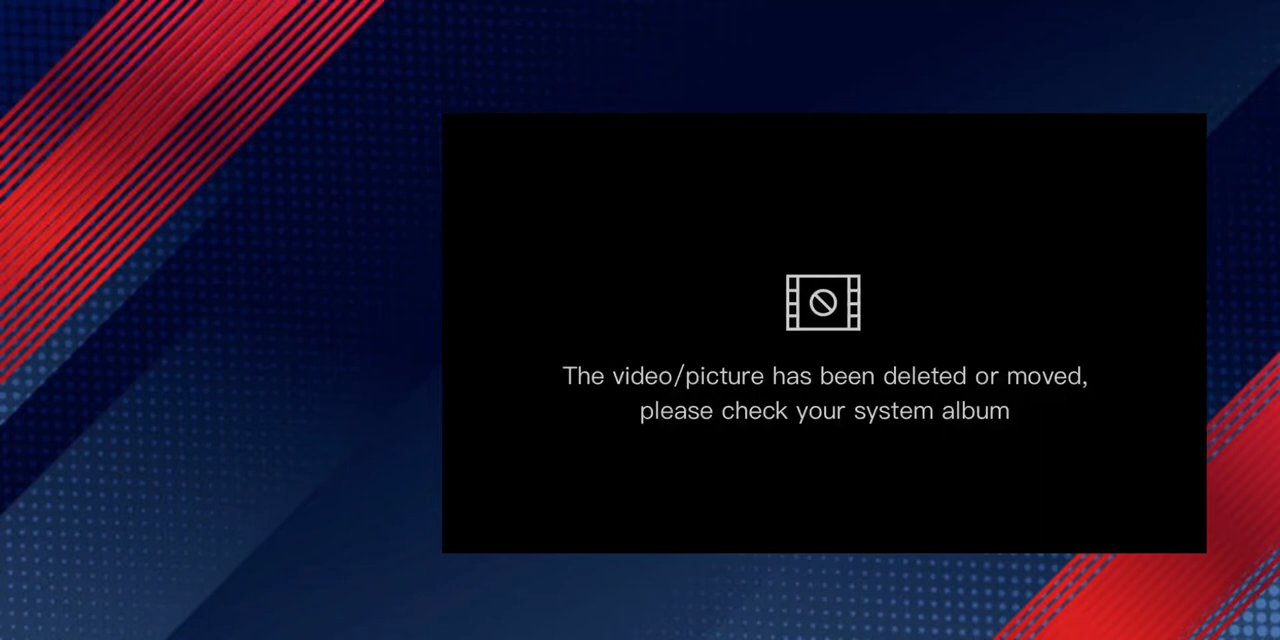 The video/picture has been deleted or moved,
please check your system album